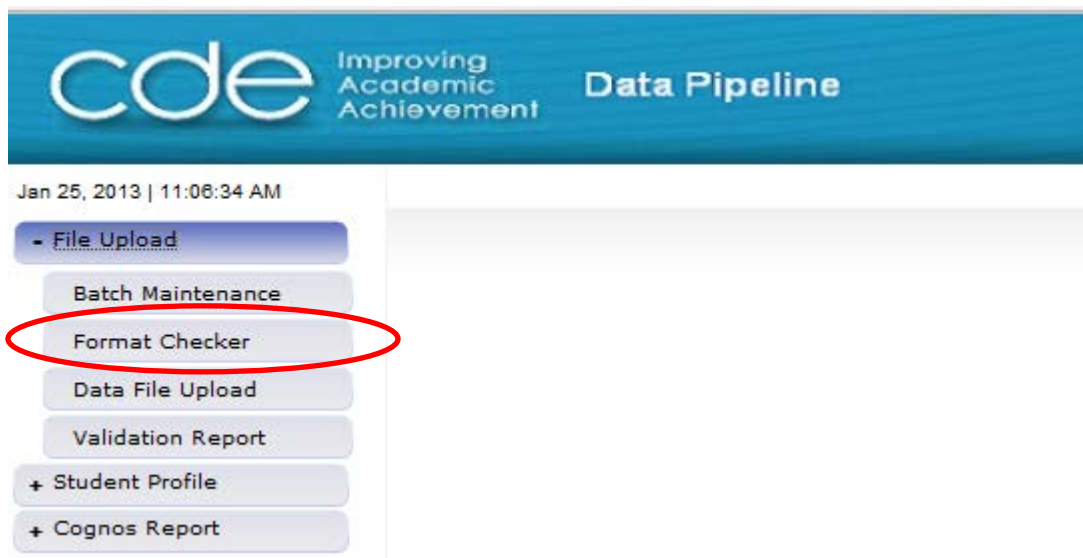 cde
Improving
Academic
Achievement
Data Pipeline
Jan 25, 2013 | 11:06:34 AM
- File Upload
Batch Maintenance
Format Checker
Data File Upload
Validation Report
+ Student Profile
+ Cognos Report